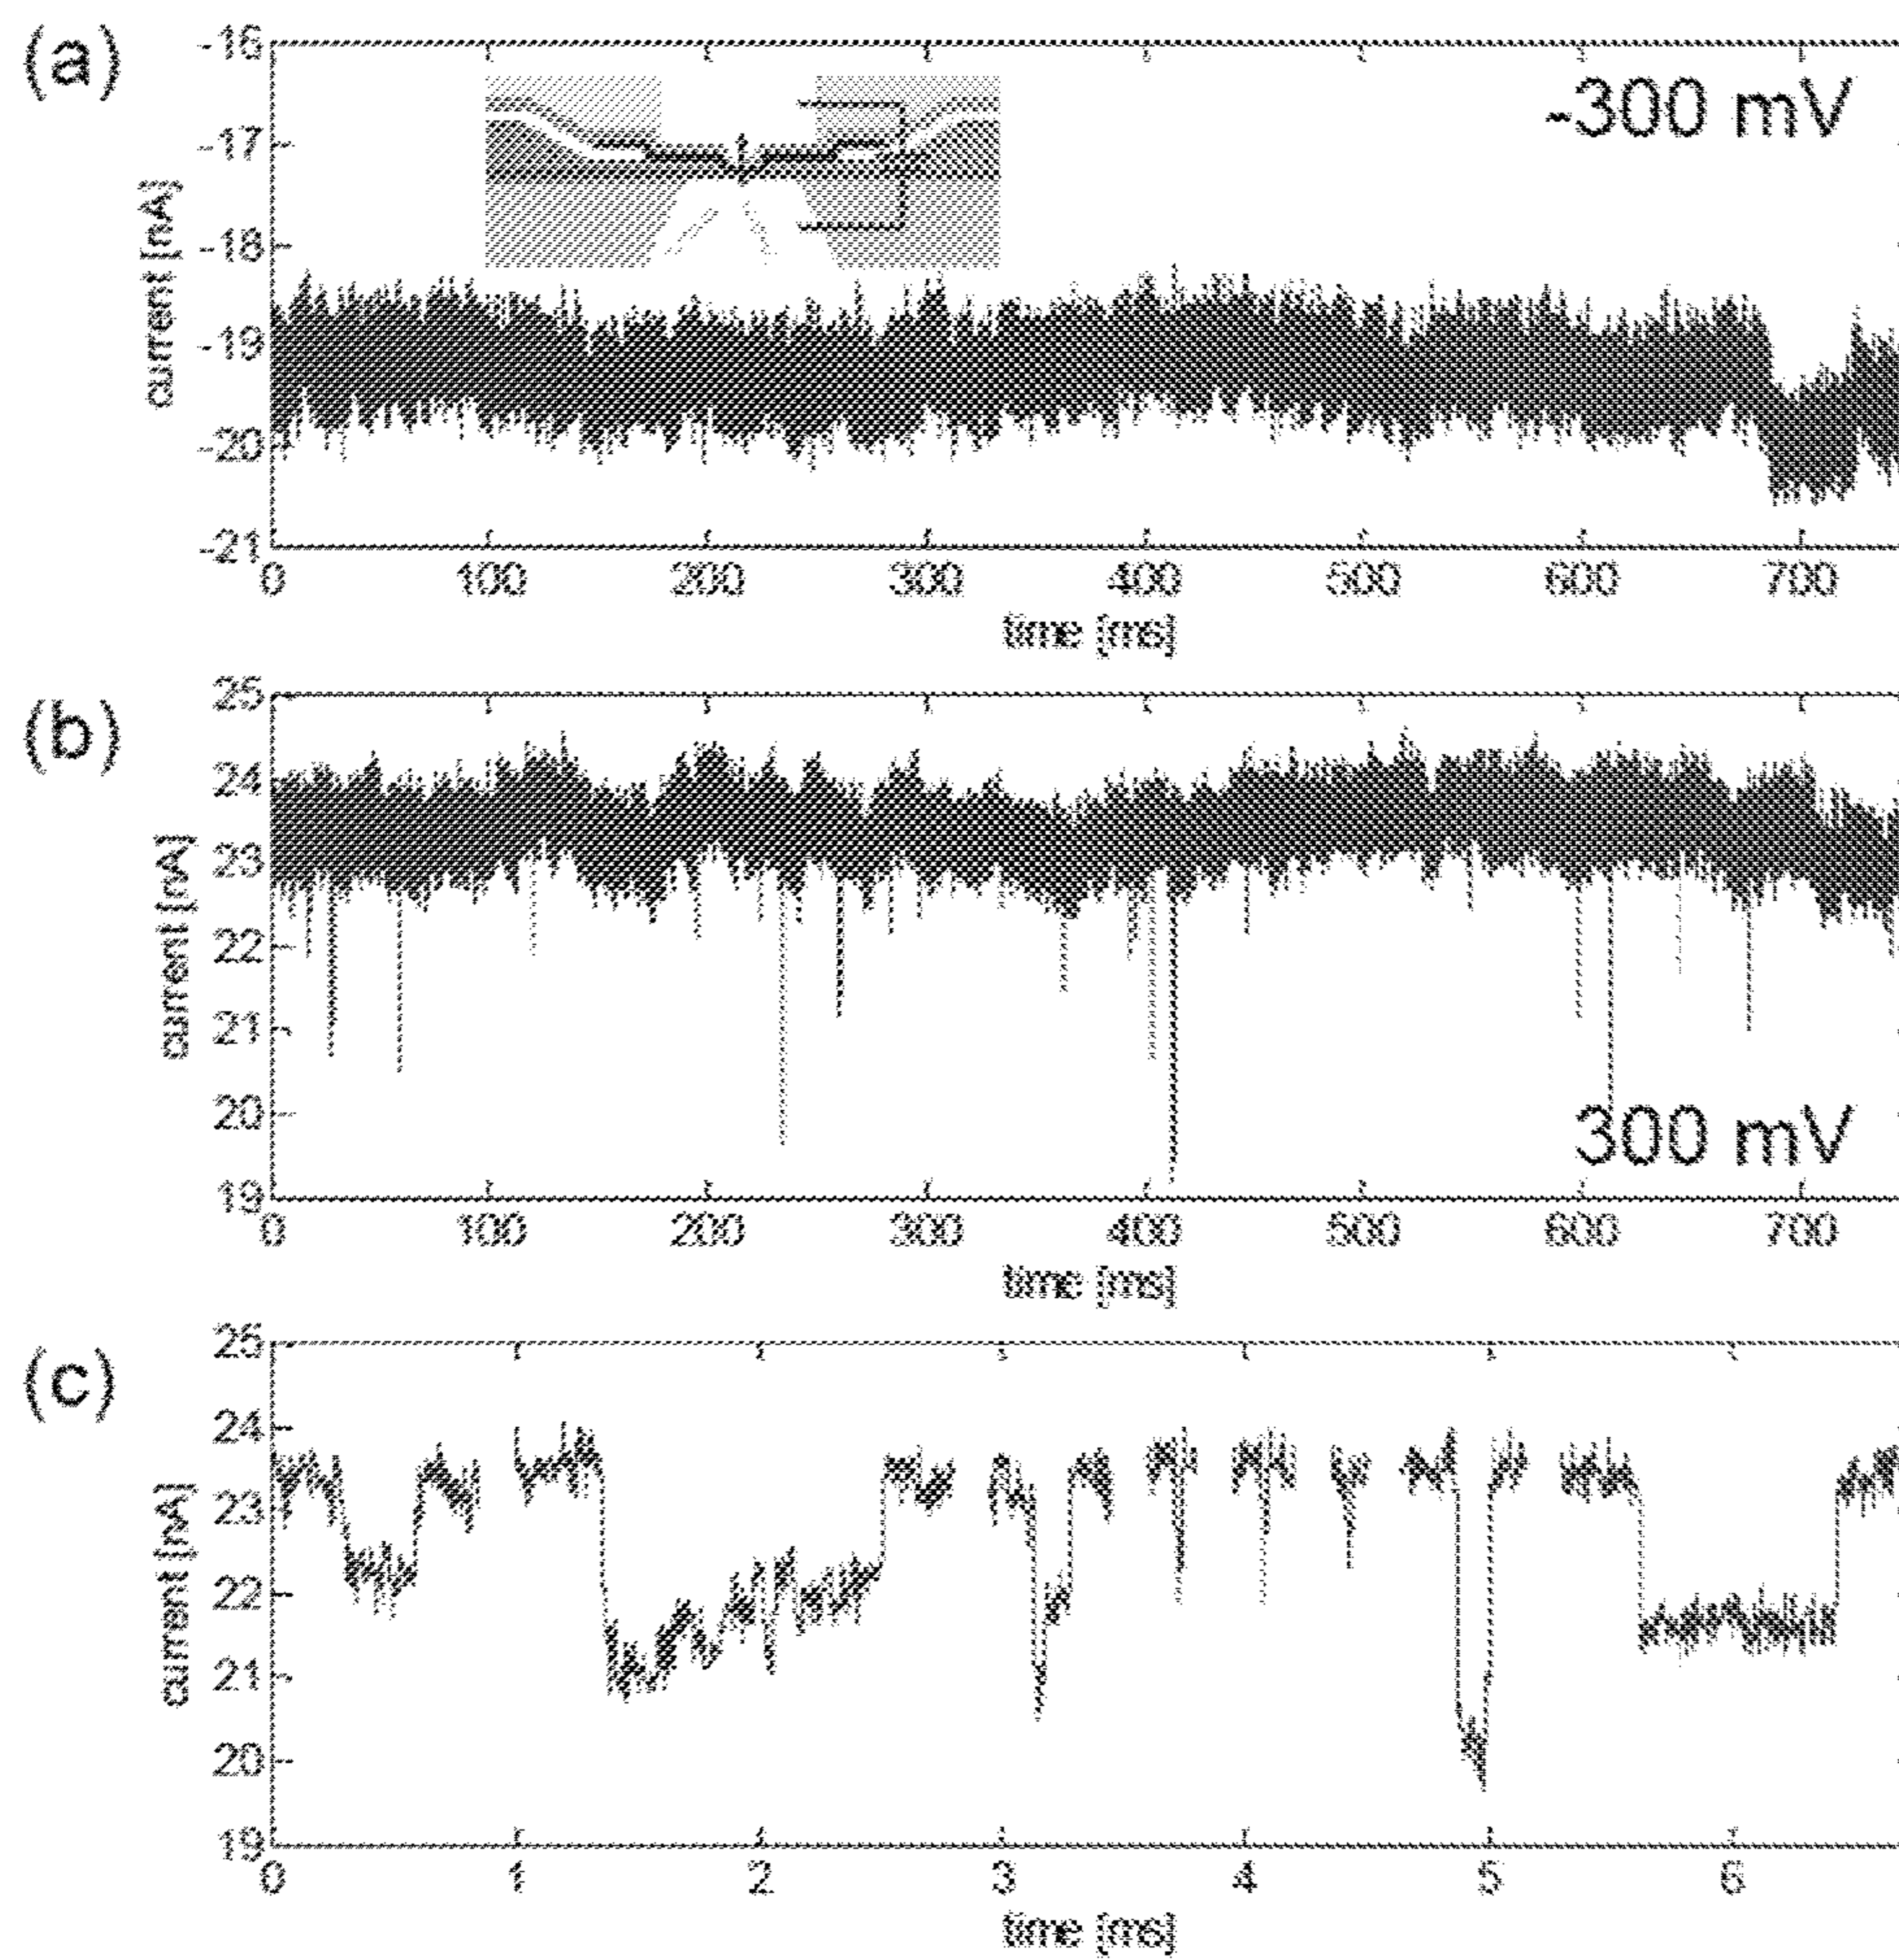 (a)
-16
-17
-18
-19
-20
-21
current [nA]
-300 mV
0 100 200 300 400 500 600 700
time [ms]
(b)
25
24
23
22
21
20
19
current [nA]
300 mV
0 100 200 300 400 500 600 700
time [ms]
(c)
25
24
23
22
21
20
19
current [nA]
0 1 2 3 4 5 6
time [ms]